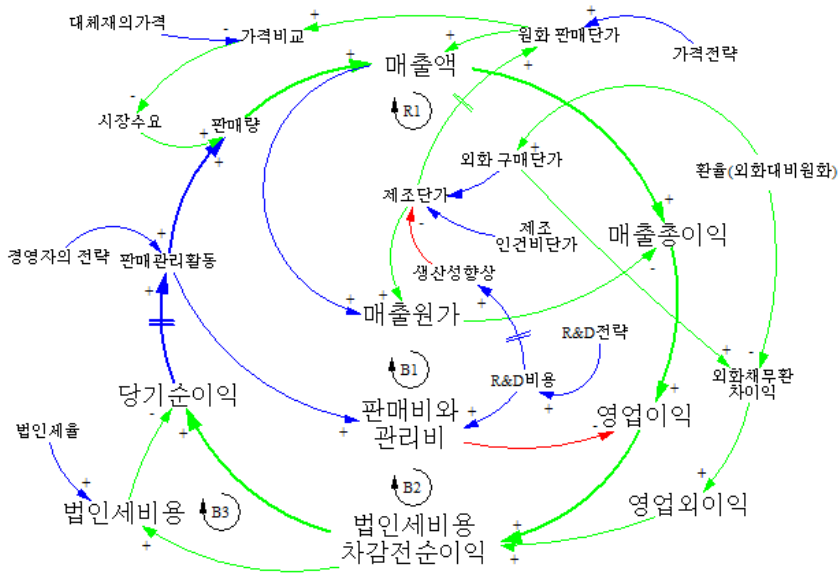 대체재의가격
- 가격비교 +
+ 원화 판매단가 +
가격전략
매출액
R1
시장수요
판매량
외화 구매단가
환율(외화대비원화)
제조단가
제조
인건비단가
매출총이익
경영자의 전략
판매관리활동
생산성향상
매출원가
R&D전략
B1
R&D비용
외화채무환
차이익
당기순이익
판매비와
관리비
영업이익
법인세율
B2
법인세비용
B3
영업외이익
법인세비용
차감전순이익